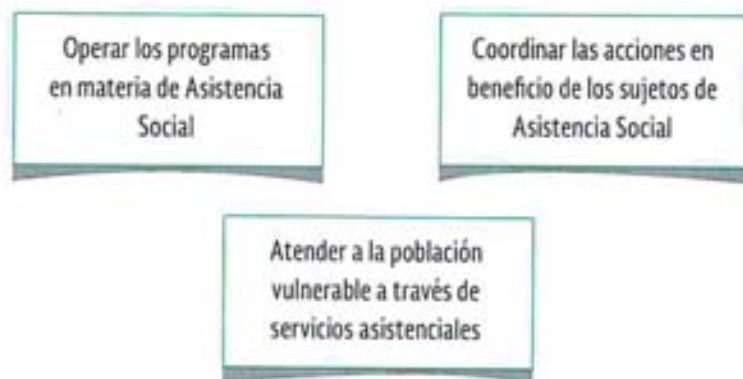 Operar los programas
en materia de Asistencia
Social
Coordinar las acciones en
beneficio de los sujetos de
Asistencia Social
Atender a la población
vulnerable a través de
servicios asistenciales